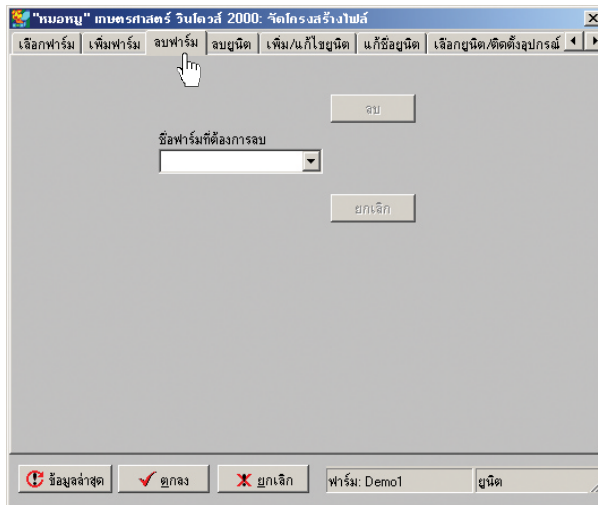 "หมอหมู" เกษตรศาสตร์ วินโดวส์ 2000: จัดโครงสร้างไฟล์
เลือกฟาร์ม เพิ่มฟาร์ม ลบฟาร์ม ลบยูนิต เพิ่ม/แก้ไขยูนิต แก้ชื่อยูนิต เลือกยูนิต/ติดตั้งอุปกรณ์
ลบ
ชื่อฟาร์มที่ต้องการลบ
ยกเลิก
ข้อมูลล่าสุด ตกลง ยกเลิก ฟาร์ม: Demo1 ยูนิต